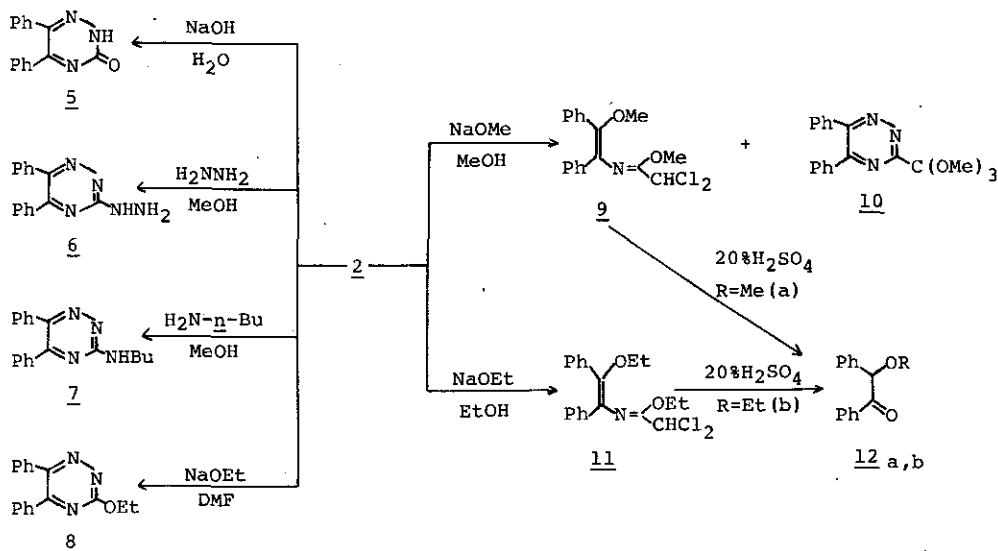 Ph
N
NH
Ph
N
O
5
NaOH
H₂O
Ph
N
N
Ph
N
NHNH₂
6
H₂NNH₂
MeOH
Ph
N
N
Ph
N
NHBu
7
H₂N-n-Bu
MeOH
Ph
N
N
Ph
N
OEt
8
NaOEt
DMF
2
NaOMe
MeOH
Ph
OMe
Ph
N
OMe
CHCl₂
9
+
Ph
N
N
Ph
N
C(OMe)₃
10
20%H₂SO₄
R=Me(a)
NaOEt
EtOH
Ph
OEt
Ph
N
OEt
CHCl₂
11
20%H₂SO₄
R=Et(b)
Ph
OR
Ph
O
12 a,b